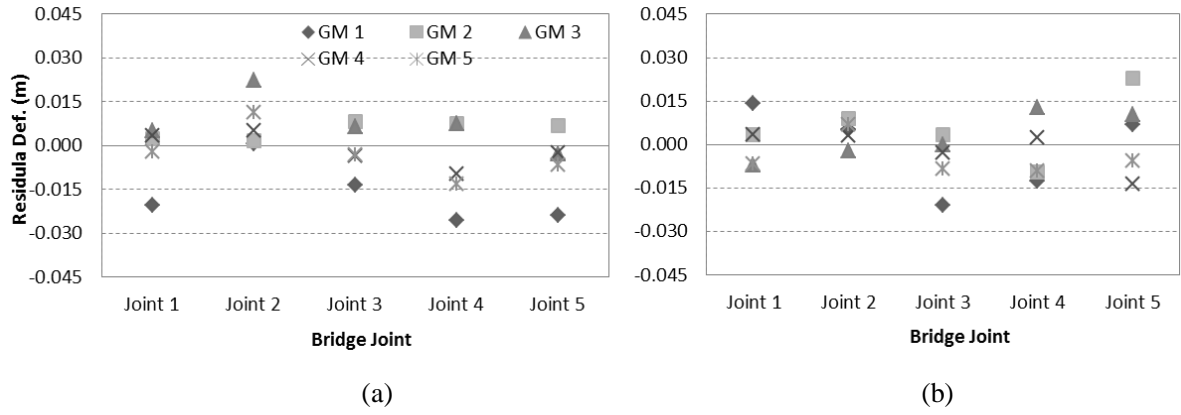 Residula Def. (m)
0.045
0.030
0.015
0.000
-0.015
-0.030
-0.045
GM 1 GM 2 GM 3
GM 4 GM 5
Joint 1 Joint 2 Joint 3 Joint 4 Joint 5
Bridge Joint
(a)
0.045
0.030
0.015
0.000
-0.015
-0.030
-0.045
Joint 1 Joint 2 Joint 3 Joint 4 Joint 5
Bridge Joint
(b)